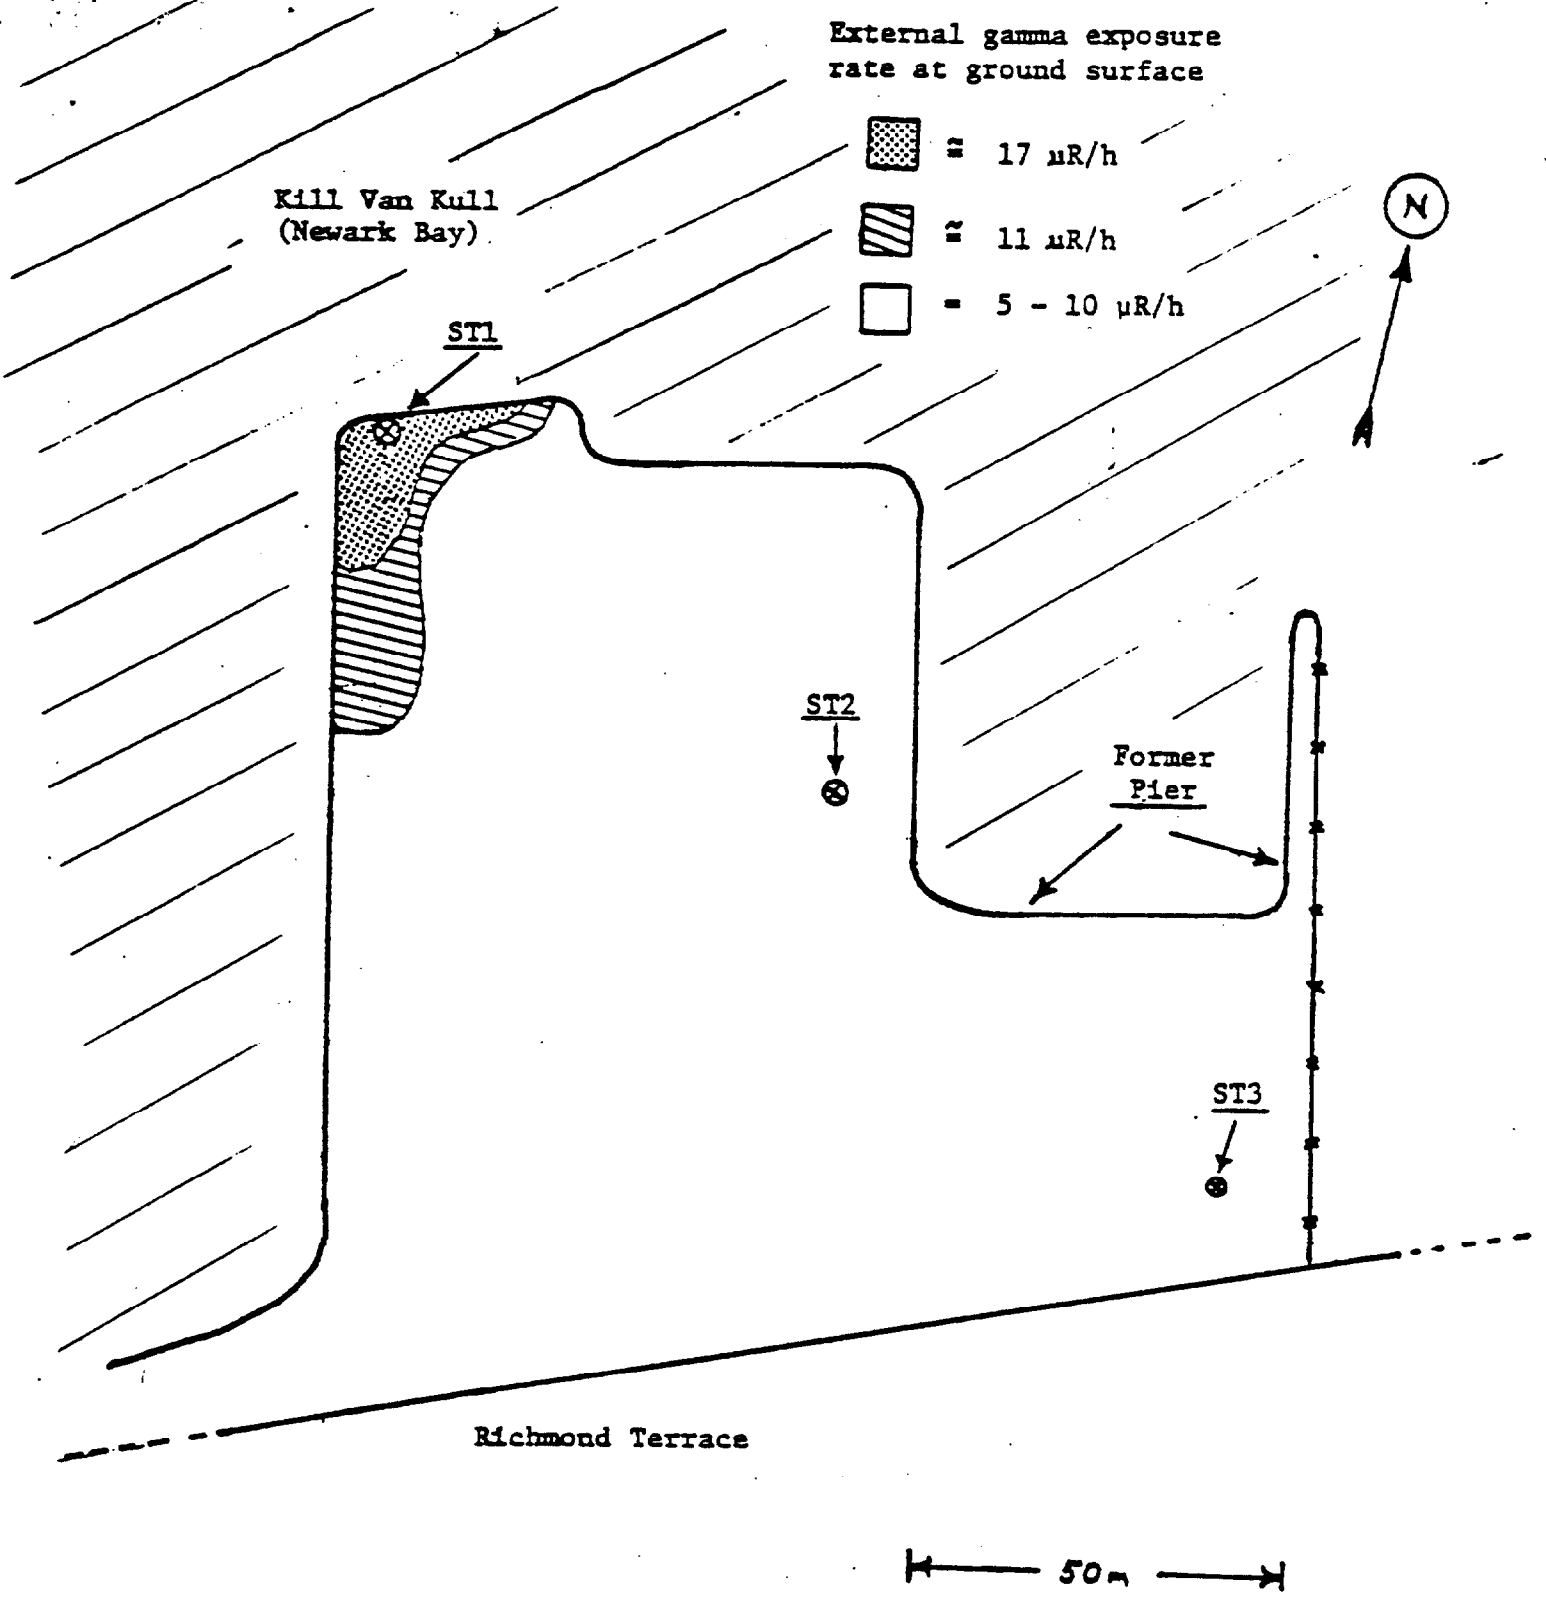 External gamma exposure
rate at ground surface
≅ 17 µR/h
≅ 11 µR/h
= 5 - 10 µR/h
N
Kill Van Kull
(Newark Bay)
ST1
ST2
Former
Pier
ST3
Richmond Terrace
50m